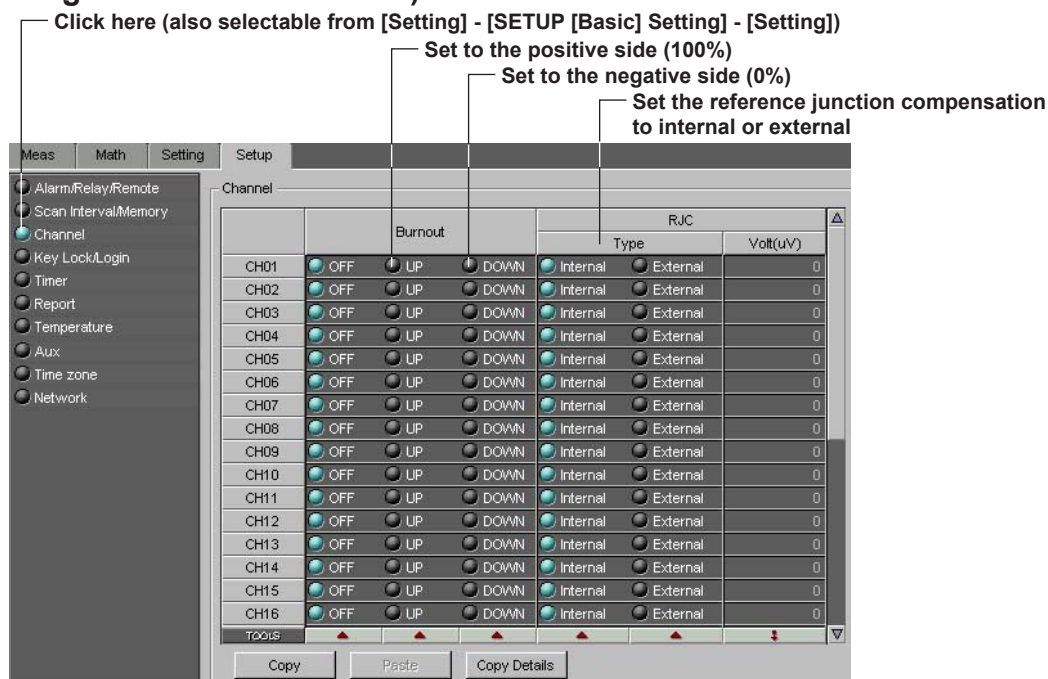 Click here (also selectable from [Setting] - [SETUP [Basic] Setting] - [Setting])
Set to the positive side (100%)
Set to the negative side (0%)
Set the reference junction compensation
to internal or external
Meas Math Setting Setup
Alarm/Relay/Remote
Scan Interval/Memory
Channel
Key Lock/Login
Timer
Report
Temperature
Aux
Time zone
Network
Channel
Burnout RJC
Type Volt(uV)
CH01 OFF UP DOWN Internal External 0
CH02 OFF UP DOWN Internal External 0
CH03 OFF UP DOWN Internal External 0
CH04 OFF UP DOWN Internal External 0
CH05 OFF UP DOWN Internal External 0
CH06 OFF UP DOWN Internal External 0
CH07 OFF UP DOWN Internal External 0
CH08 OFF UP DOWN Internal External 0
CH09 OFF UP DOWN Internal External 0
CH10 OFF UP DOWN Internal External 0
CH11 OFF UP DOWN Internal External 0
CH12 OFF UP DOWN Internal External 0
CH13 OFF UP DOWN Internal External 0
CH14 OFF UP DOWN Internal External 0
CH15 OFF UP DOWN Internal External 0
CH16 OFF UP DOWN Internal External 0
TOOLS
Copy Paste Copy Details